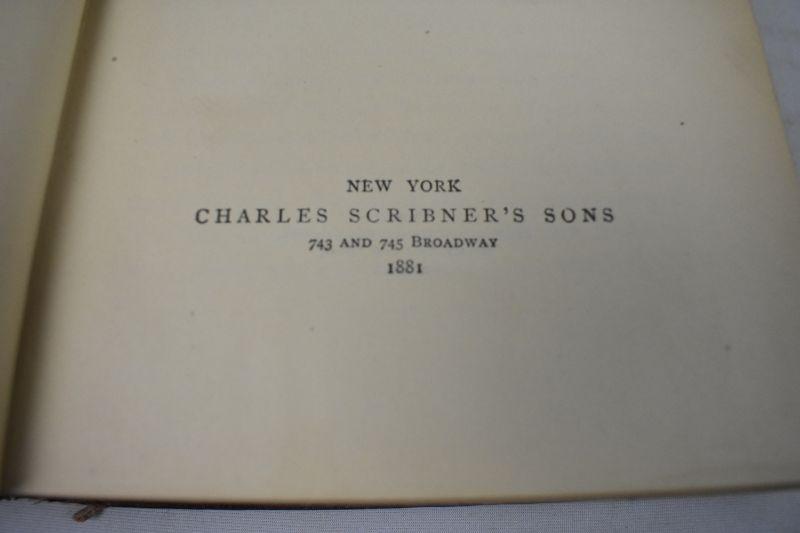 NEW YORK
CHARLES SCRIBNER'S SONS
743 AND 745 BROADWAY
1881